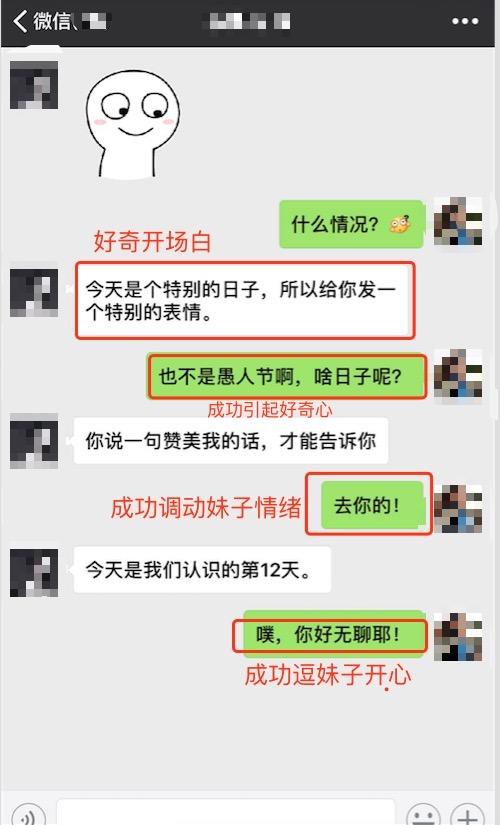 微信
什么情况？
好奇开场白
今天是个特别的日子，所以给你发一
个特别的表情。
也不是愚人节啊，啥日子呢？
成功引起好奇心
你说一句赞美我的话，才能告诉你
成功调动妹子情绪
去你的！
今天是我们认识的第12天。
噗，你好无聊耶！
成功逗妹子开心